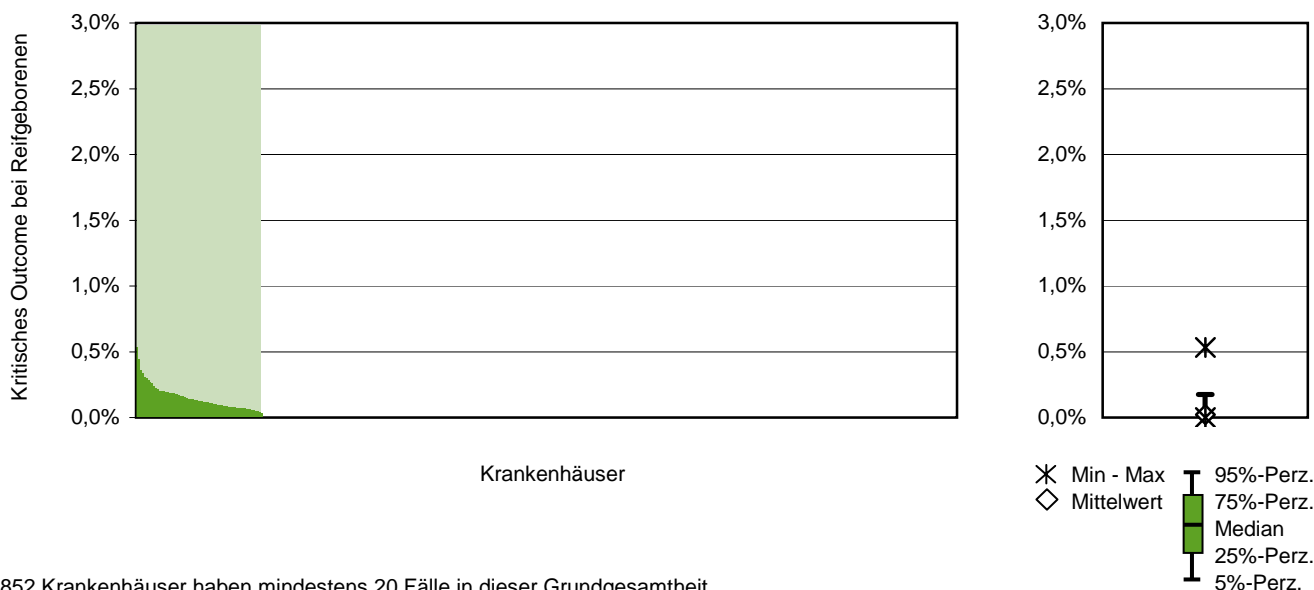 Kritisches Outcome bei Reifgeborenen
3,0%
2,5%
2,0%
1,5%
1,0%
0,5%
0,0%
Krankenhäuser
3,0%
2,5%
2,0%
1,5%
1,0%
0,5%
0,0%
Min - Max
Mittelwert
95%-Perz.
75%-Perz.
Median
25%-Perz.
5%-Perz.
852 Krankenhäuser haben mindestens 20 Fälle in dieser Grundgesamtheit